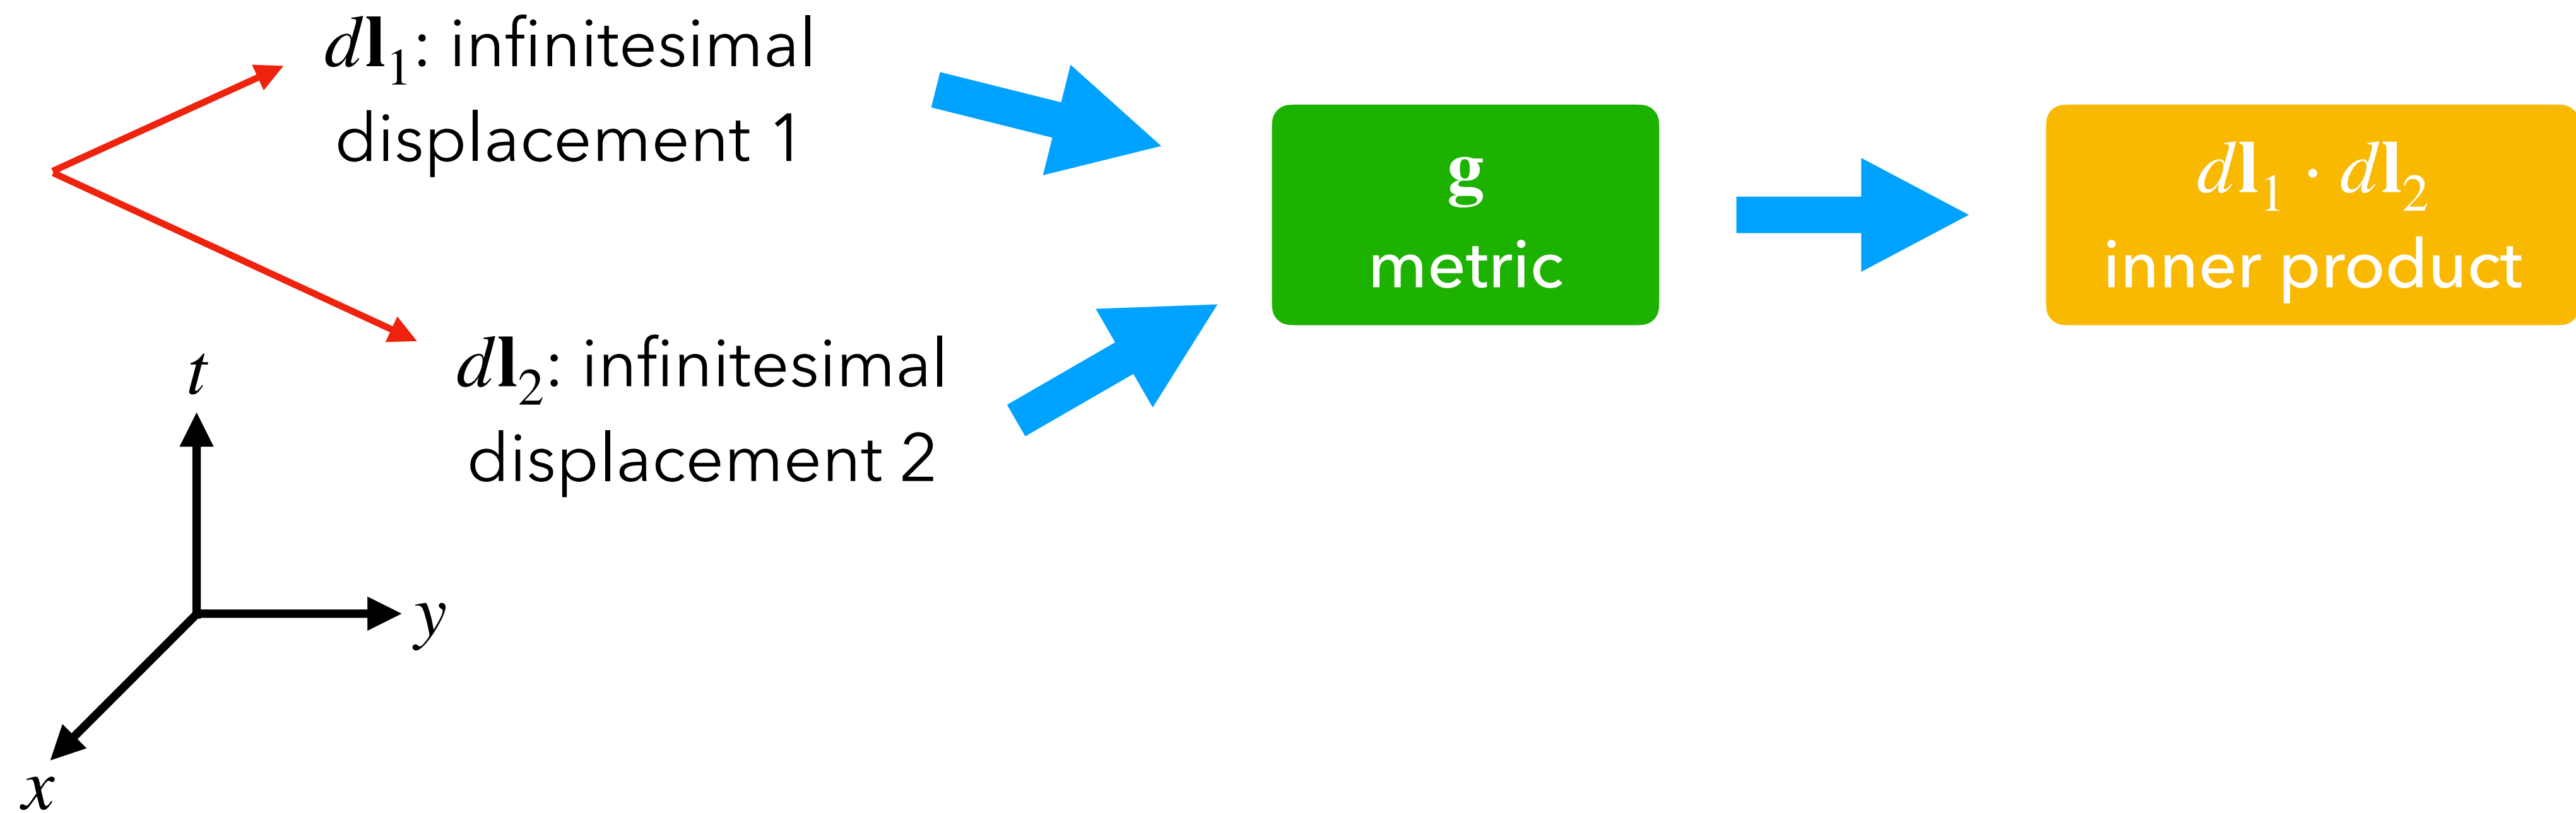 d𝐥₁: infinitesimal
displacement 1
𝐠
metric
d𝐥₁ · d𝐥₂
inner product
d𝐥₂: infinitesimal
displacement 2
t
y
x